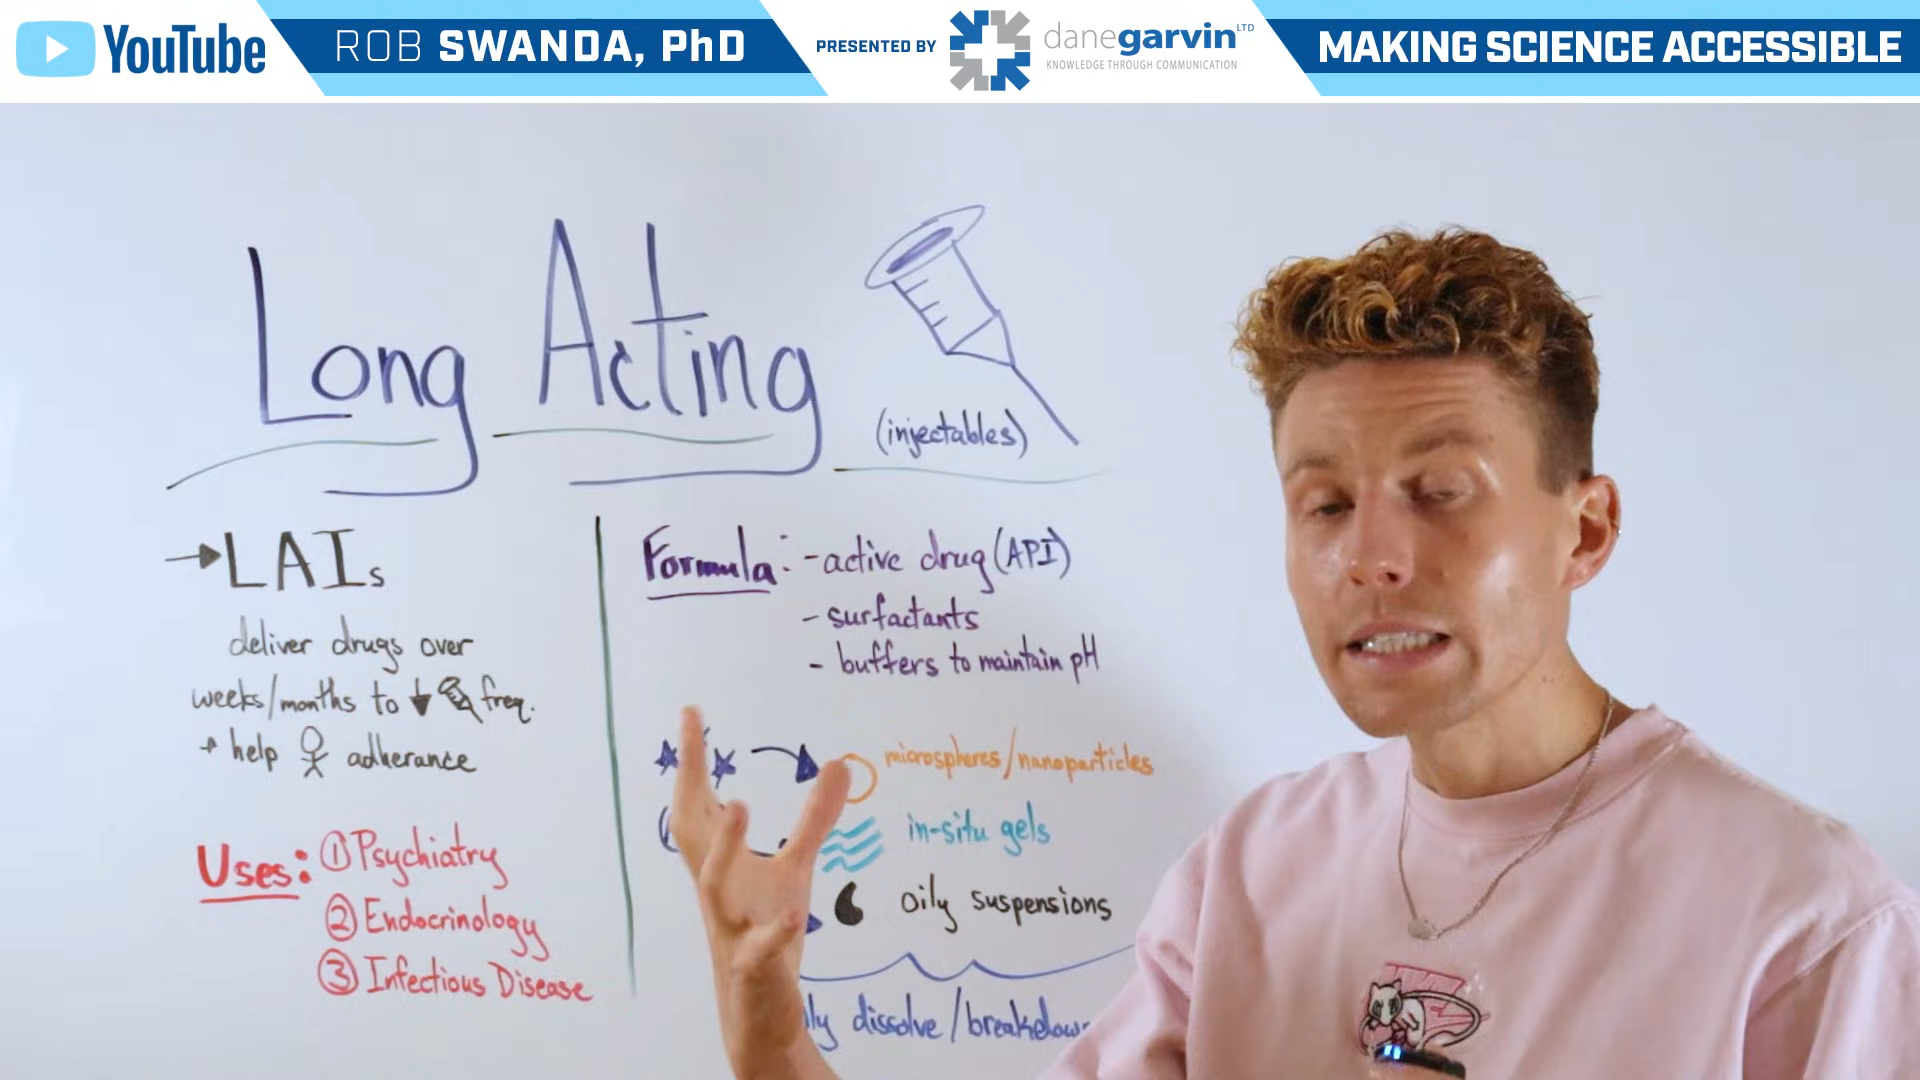 YouTube
ROB SWANDA, PhD
PRESENTED BY
danegarvin LTD
KNOWLEDGE THROUGH COMMUNICATION
MAKING SCIENCE ACCESSIBLE
Long Acting
(injectables)
LAIs
deliver drugs over
weeks/months to freq.
help adherance
Uses: ① Psychiatry
② Endocrinology
③ Infectious Disease
Formula: - active drug (API)
- surfactants
- buffers to maintain pH
microspheres/nanoparticles
in-situ gels
oily suspensions
dissolve/